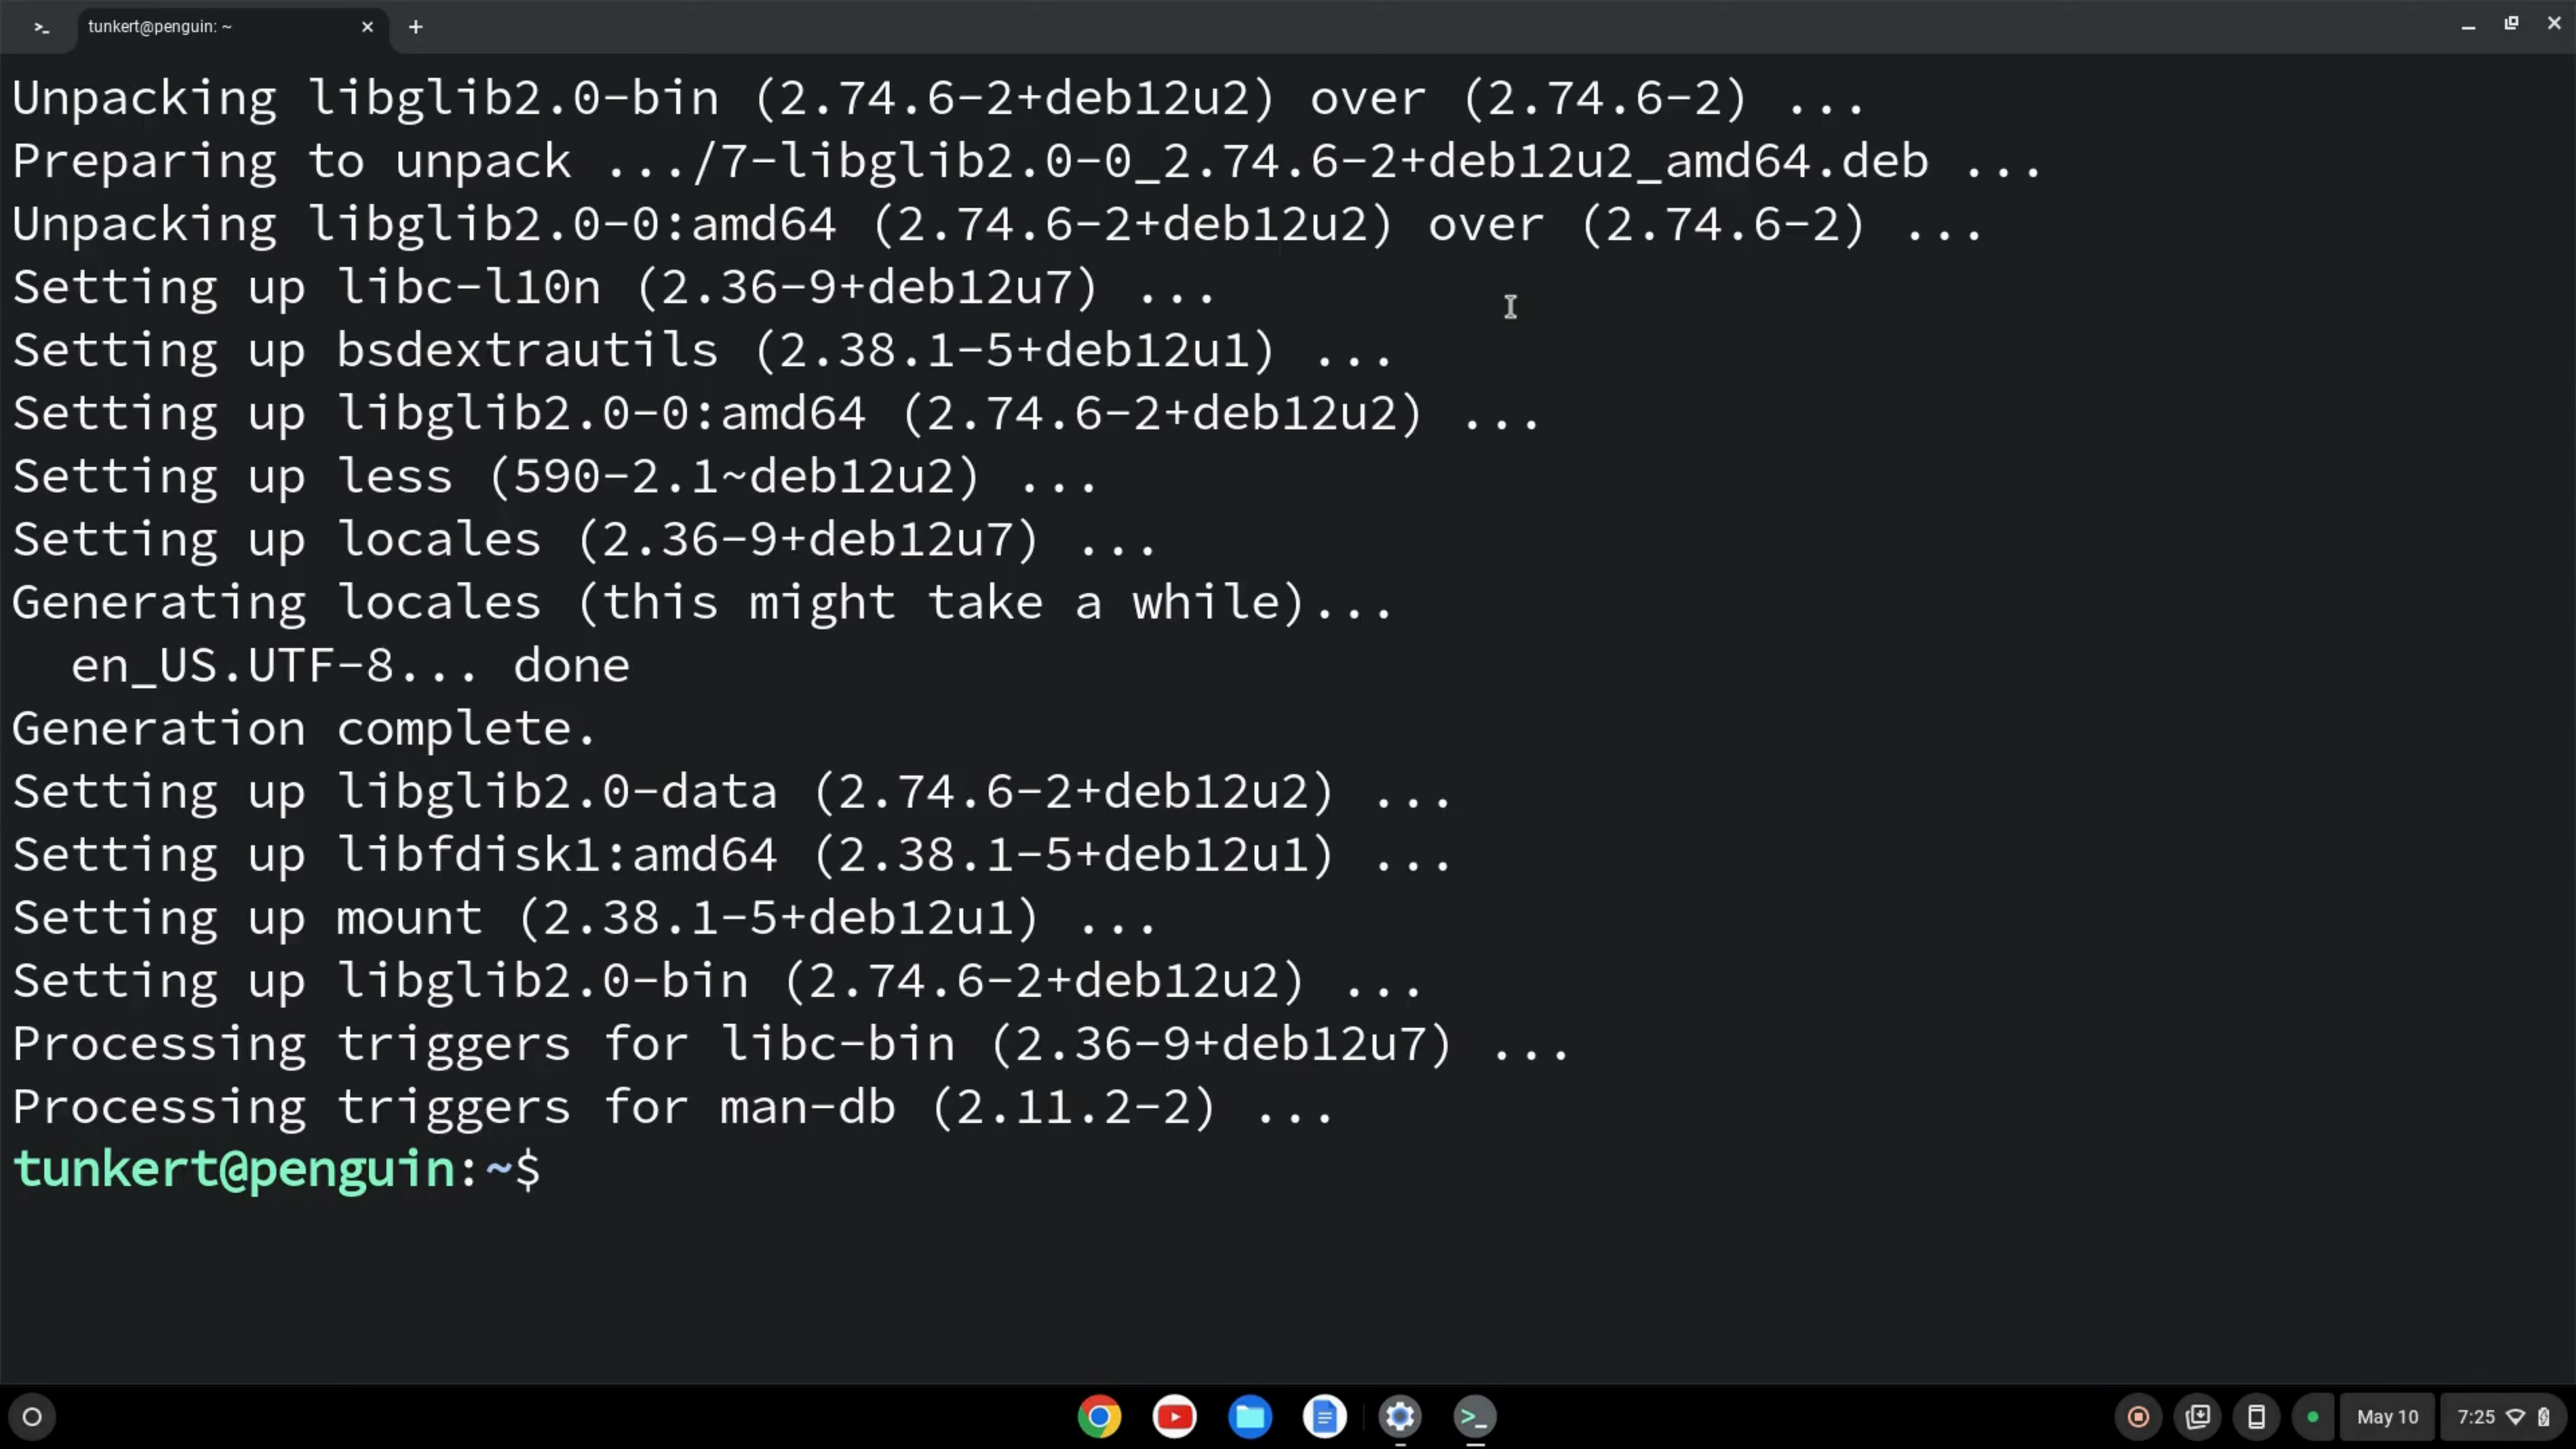 tunkert@penguin: ~
Unpacking libglib2.0-bin (2.74.6-2+deb12u2) over (2.74.6-2) ...
Preparing to unpack .../7-libglib2.0-0_2.74.6-2+deb12u2_amd64.deb ...
Unpacking libglib2.0-0:amd64 (2.74.6-2+deb12u2) over (2.74.6-2) ...
Setting up libc-l10n (2.36-9+deb12u7) ...
Setting up bsdextrautils (2.38.1-5+deb12u1) ...
Setting up libglib2.0-0:amd64 (2.74.6-2+deb12u2) ...
Setting up less (590-2.1~deb12u2) ...
Setting up locales (2.36-9+deb12u7) ...
Generating locales (this might take a while)...
  en_US.UTF-8... done
Generation complete.
Setting up libglib2.0-data (2.74.6-2+deb12u2) ...
Setting up libfdisk1:amd64 (2.38.1-5+deb12u1) ...
Setting up mount (2.38.1-5+deb12u1) ...
Setting up libglib2.0-bin (2.74.6-2+deb12u2) ...
Processing triggers for libc-bin (2.36-9+deb12u7) ...
Processing triggers for man-db (2.11.2-2) ...
tunkert@penguin:~$
May 10 7:25